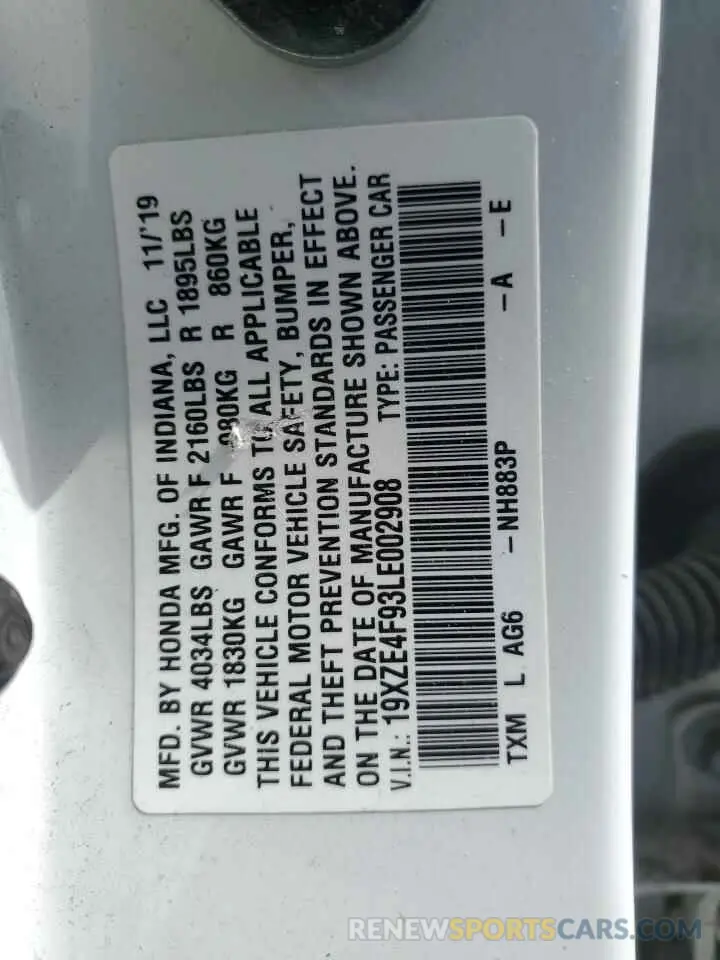 MFD. BY HONDA MFG. OF INDIANA, LLC 11/'19
GVWR 4034LBS GAWR F 2160LBS R 1895LBS
GVWR 1830KG GAWR F 980KG R 860KG
THIS VEHICLE CONFORMS TO ALL APPLICABLE
FEDERAL MOTOR VEHICLE SAFETY, BUMPER,
AND THEFT PREVENTION STANDARDS IN EFFECT
ON THE DATE OF MANUFACTURE SHOWN ABOVE.
V.I.N.: 19XZE4F93LE002908 TYPE: PASSENGER CAR
TXM L AG6 -NH883P -A -E
RENEWSPORTSCARS.COM